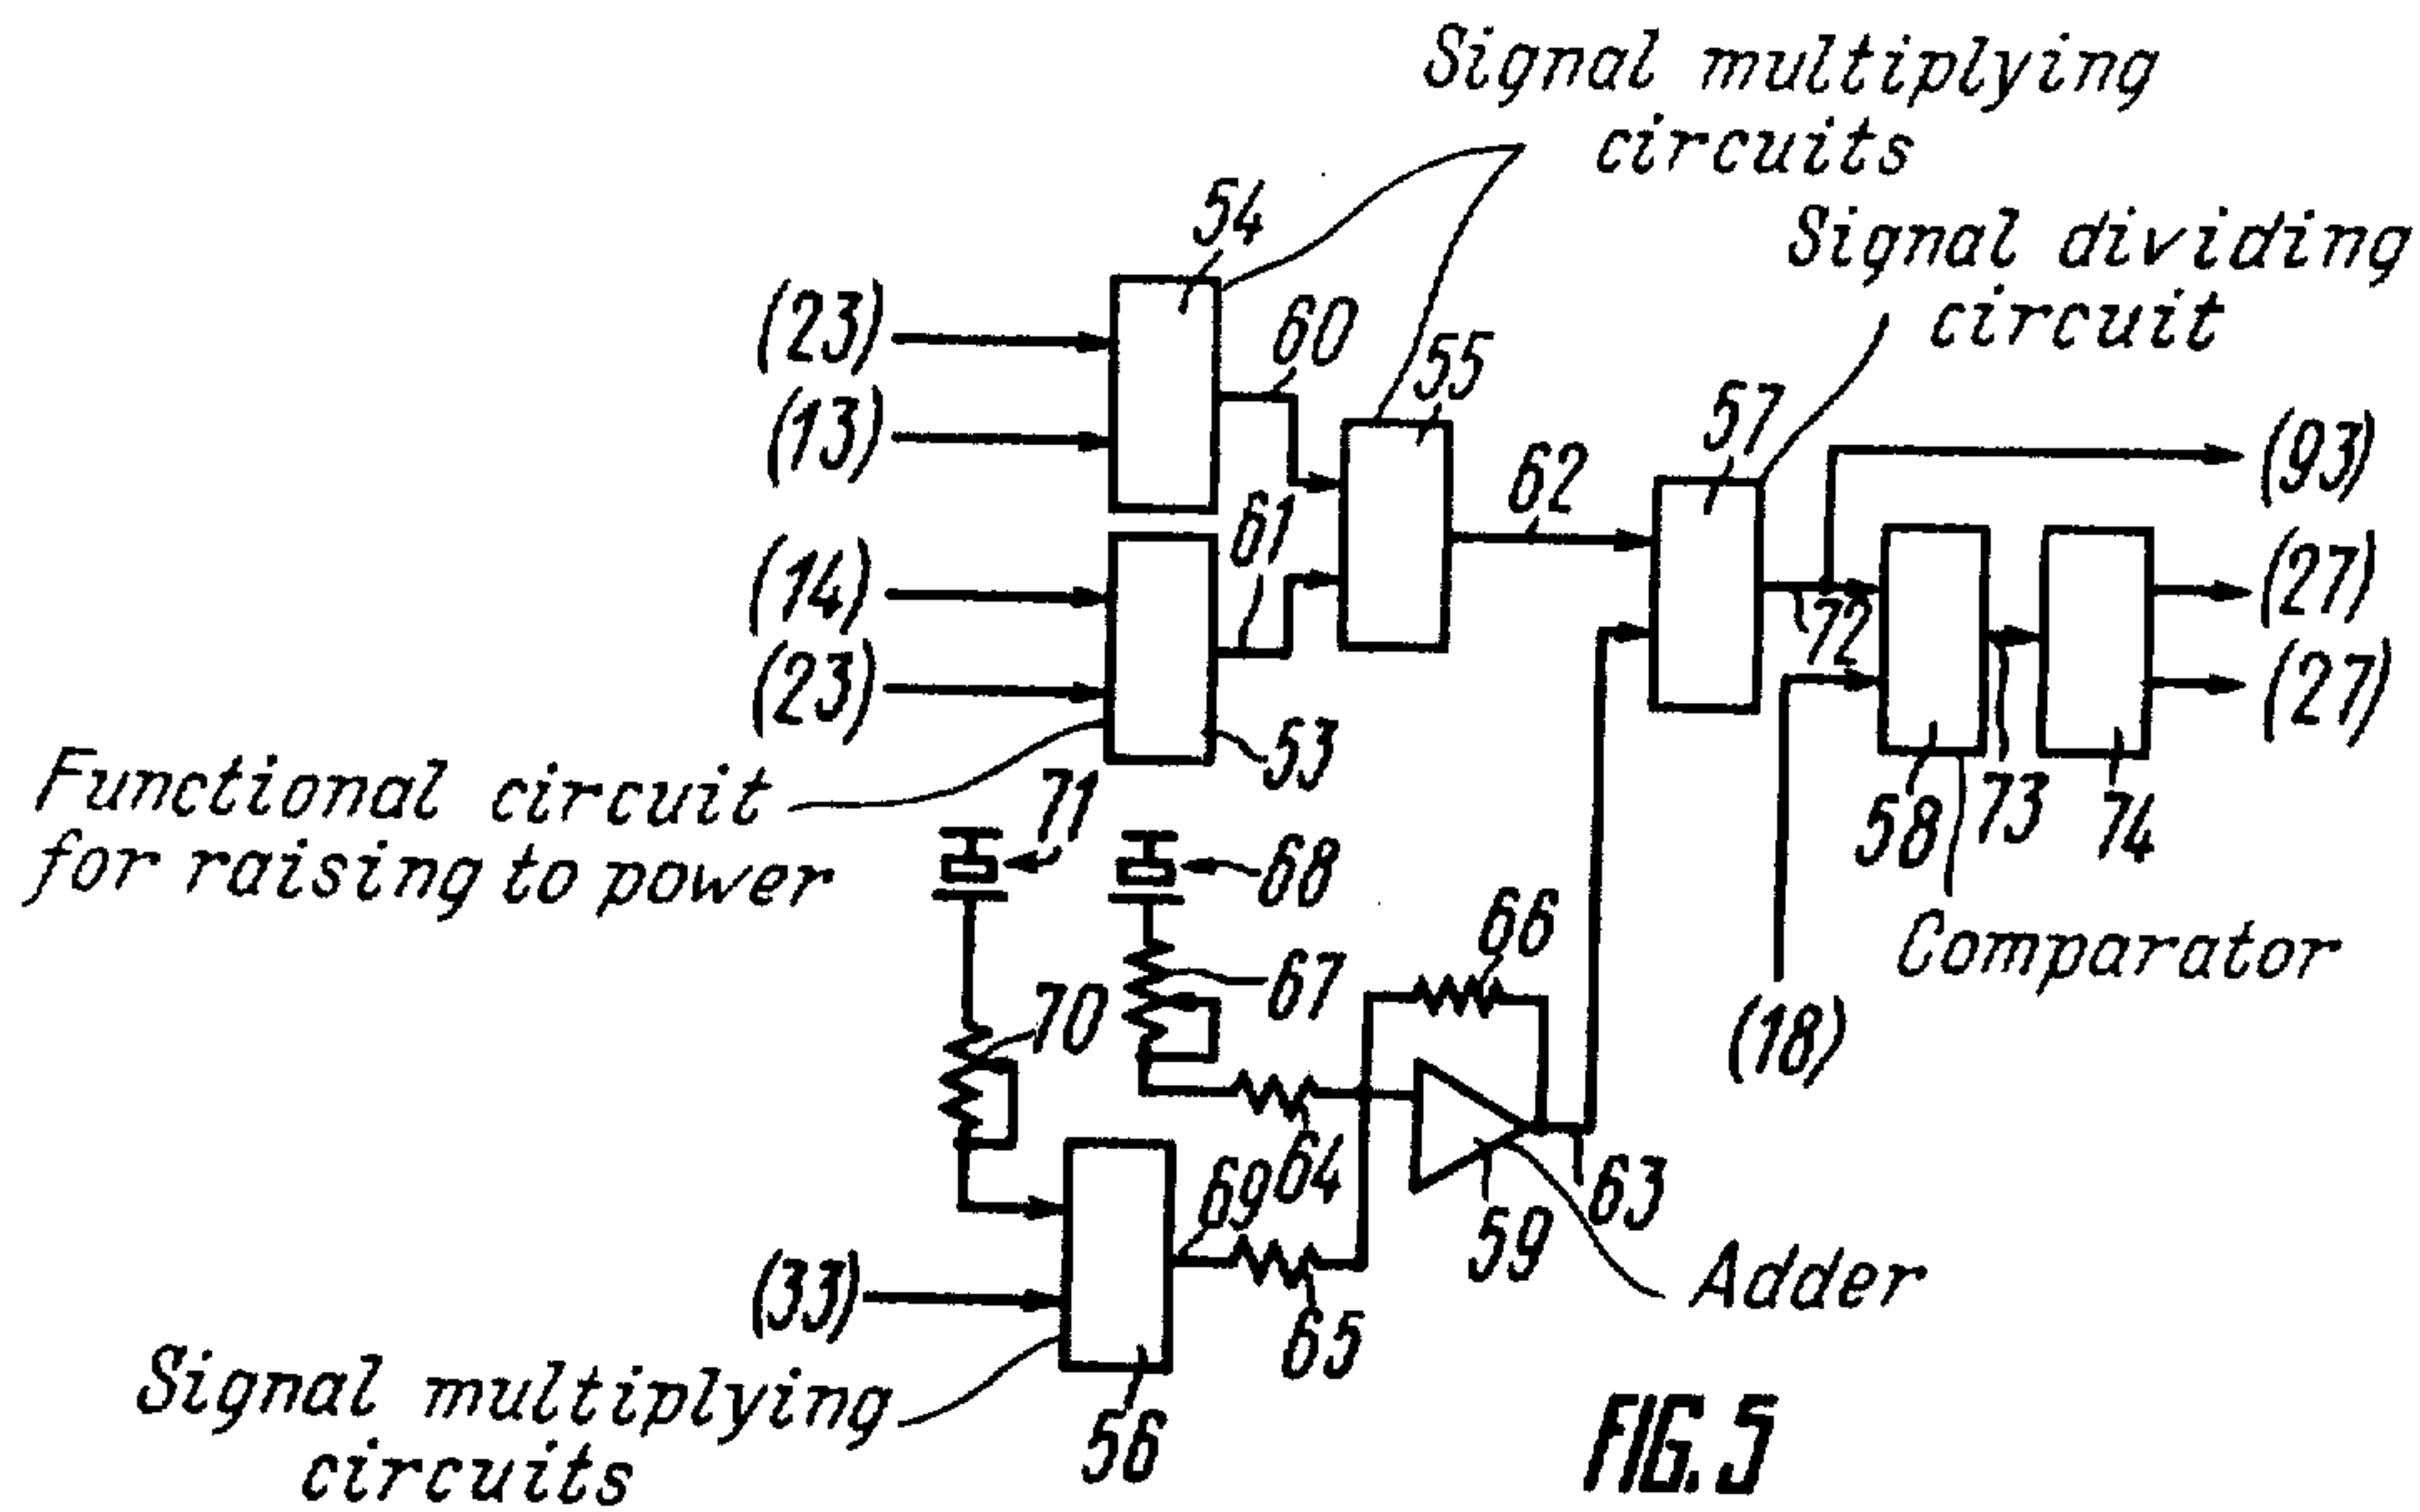 Signal multiplying
circuits
54
Signal dividing
circuit
(23)
60
55
57
(13)
62
(93)
61
(14)
72
(27)
(23)
(27)
53
Functional circuit
for raising to power
71
68
58
73
74
66
Comparator
67
70
(18)
69
64
63
59
(33)
65
Adder
Signal multiplying
circuits
56
FIG. 5